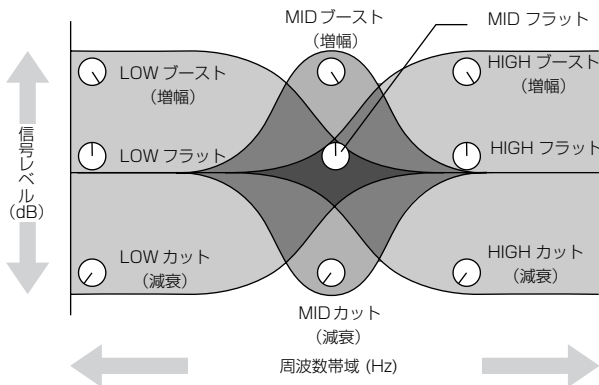 MID ブースト
(増幅)
MID フラット
LOW ブースト
(増幅)
HIGH ブースト
(増幅)
LOW フラット
HIGH フラット
信号レベル
(dB)
LOW カット
(減衰)
HIGH カット
(減衰)
MID カット
(減衰)
周波数帯域 (Hz)